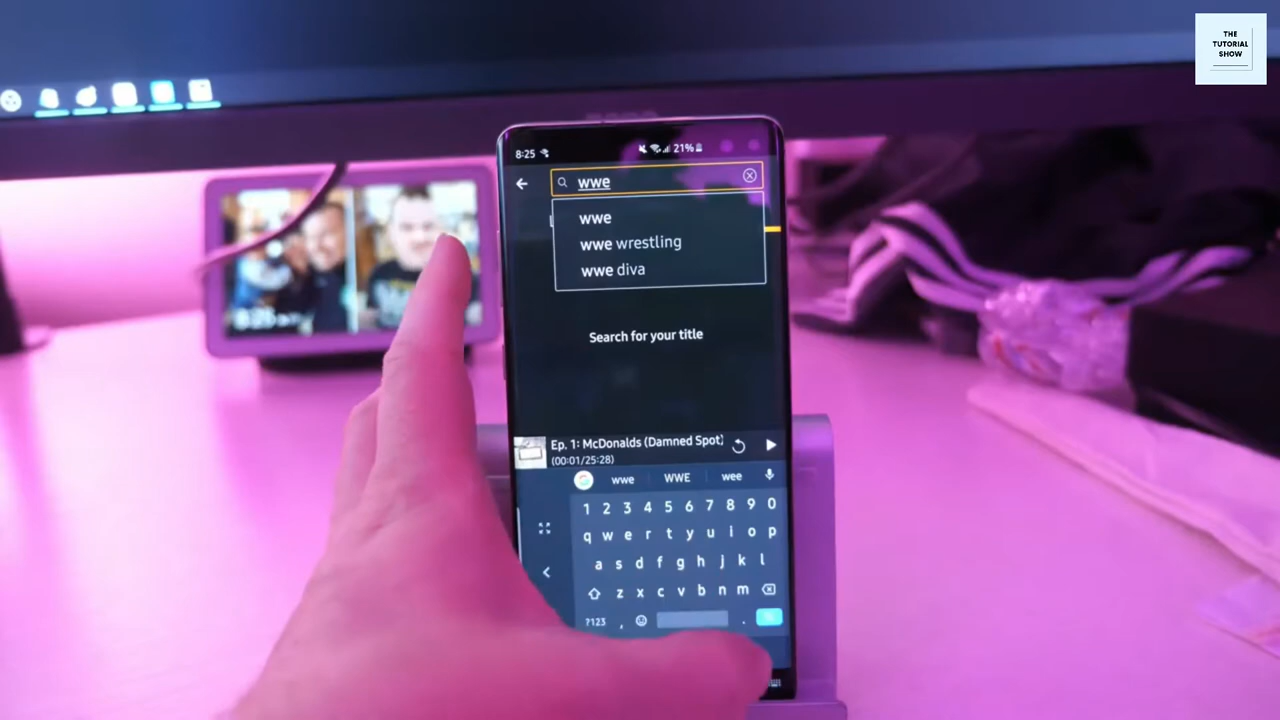 THE
TUTORIAL
SHOW
8:25
21%
wwe
wwe
wwe wrestling
wwe diva
Search for your title
Ep. 1: McDonalds (Damned Spot)
(00:01/25:28)
wwe WWE wee
1 2 3 4 5 6 7 8 9 0
q w e r t y u i o p
a s d f g h j k l
z x c v b n m
?123 , .